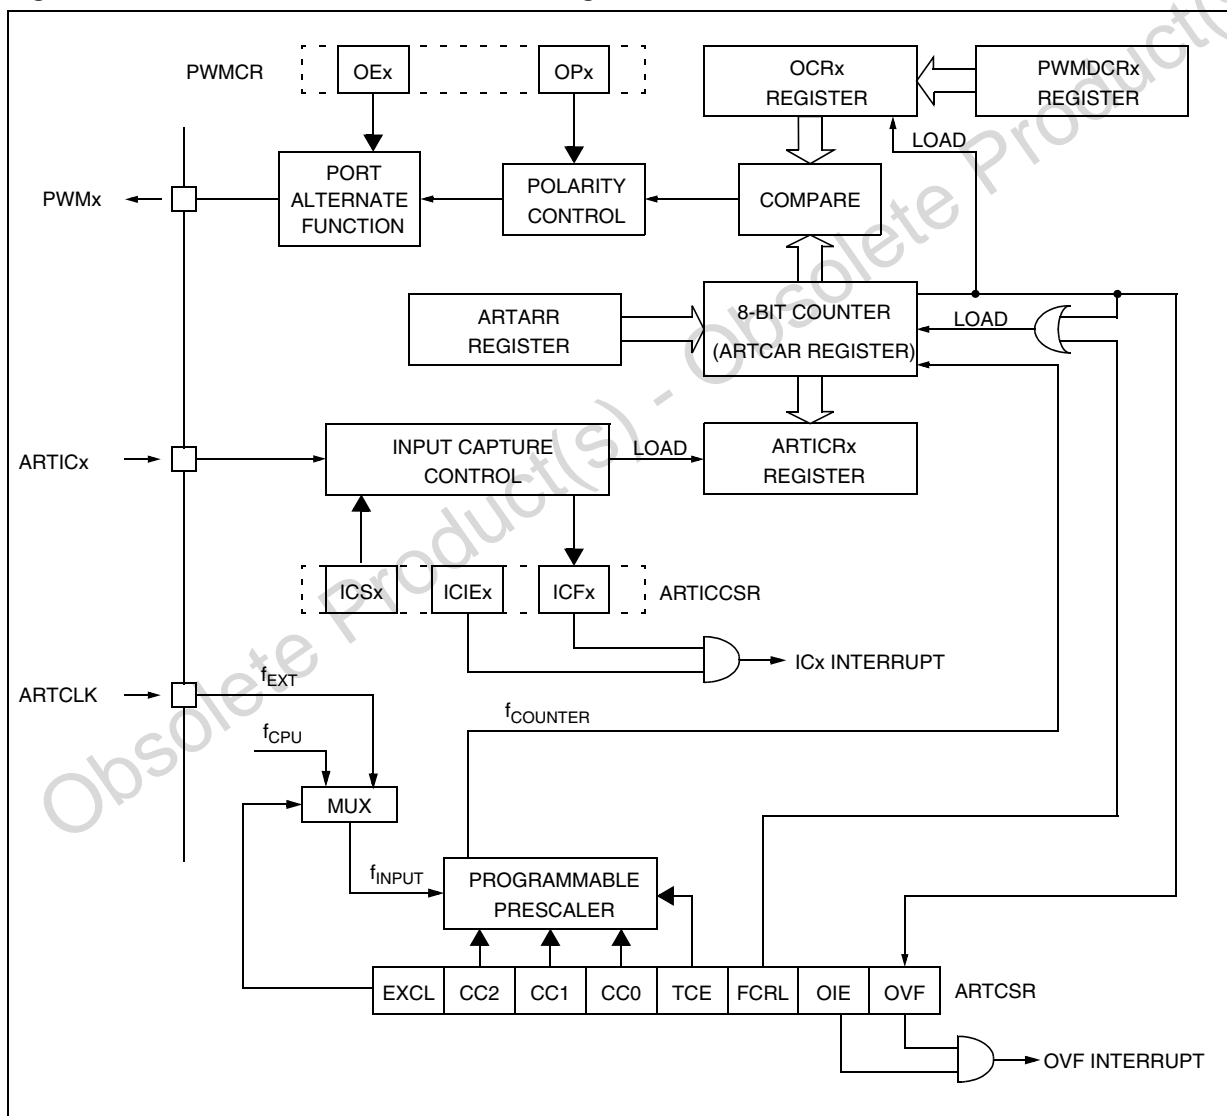 PWMCR
OEx
OPx
OCRx
REGISTER
PWMDCRx
REGISTER
LOAD
PWMx
PORT
ALTERNATE
FUNCTION
POLARITY
CONTROL
COMPARE
ARTARR
REGISTER
8-BIT COUNTER
(ARTCAR REGISTER)
LOAD
ARTICx
INPUT CAPTURE
CONTROL
LOAD
ARTICRx
REGISTER
ICSx
ICIEx
ICFx
ARTICCSR
ICx INTERRUPT
ARTCLK
fEXT
fCPU
fCOUNTER
MUX
fINPUT
PROGRAMMABLE
PRESCALER
EXCL CC2 CC1 CC0 TCE FCRL OIE OVF ARTCSR
OVF INTERRUPT
Obsolete Product(s) - Obsolete Product(